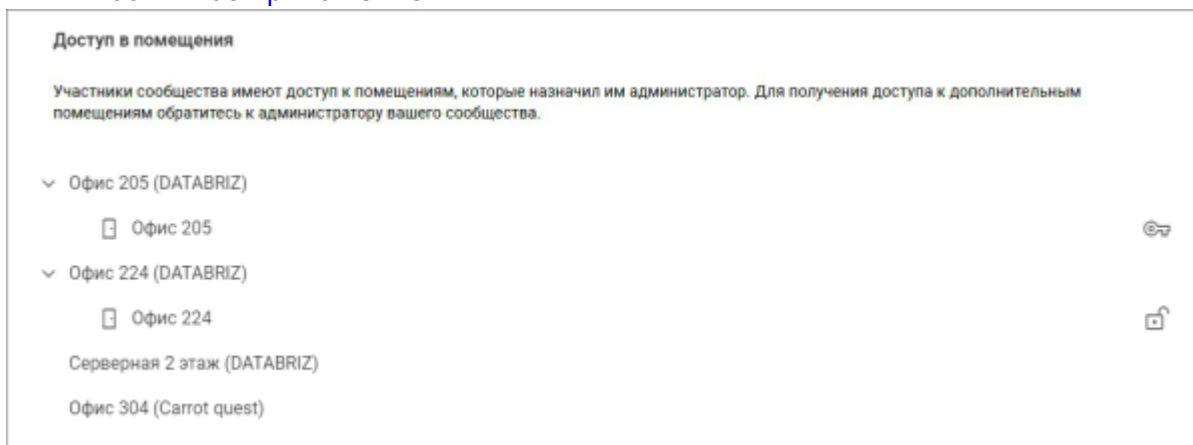 Доступ в помещения
Участники сообщества имеют доступ к помещениям, которые назначил им администратор. Для получения доступа к дополнительным
помещениям обратитесь к администратору вашего сообщества.
Офис 205 (DATABRIZ)
Офис 205
Офис 224 (DATABRIZ)
Офис 224
Серверная 2 этаж (DATABRIZ)
Офис 304 (Carrot quest)